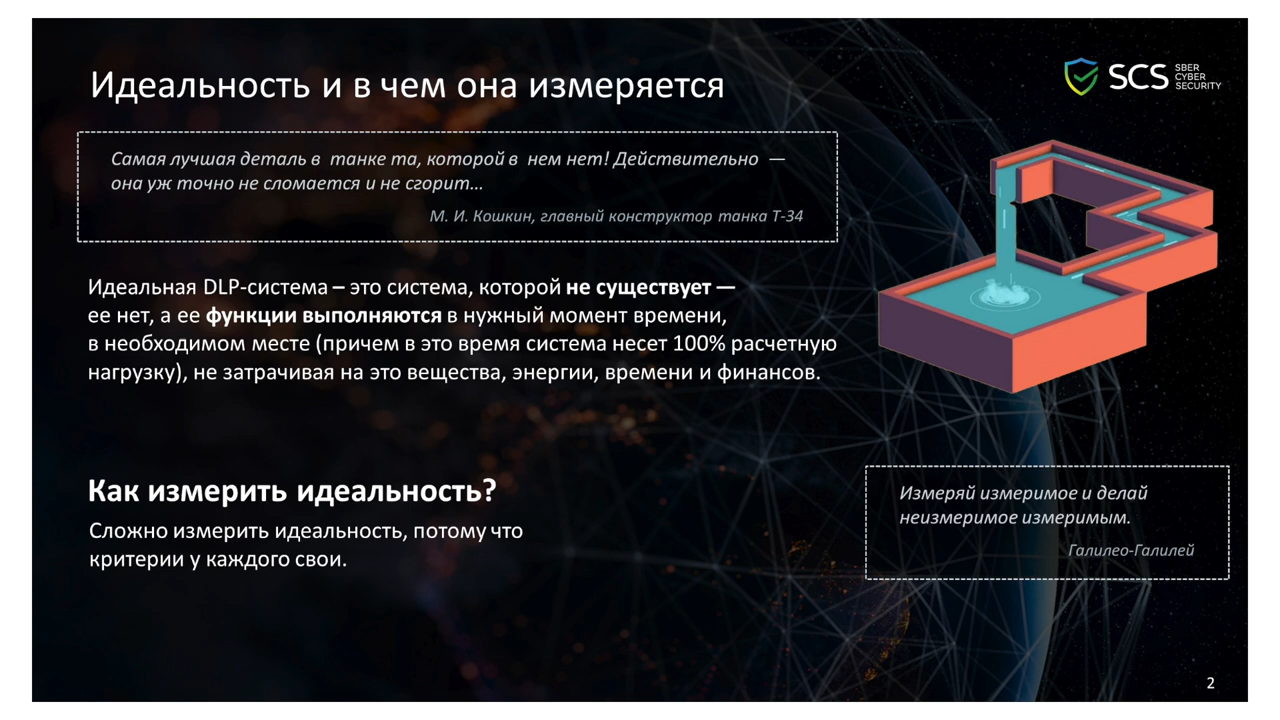 Идеальность и в чем она измеряется
SCS SBER CYBER SECURITY
Самая лучшая деталь в танке та, которой в нем нет! Действительно —
она уж точно не сломается и не сгорит...
М. И. Кошкин, главный конструктор танка Т-34
Идеальная DLP-система – это система, которой не существует —
ее нет, а ее функции выполняются в нужный момент времени,
в необходимом месте (причем в это время система несет 100% расчетную
нагрузку), не затрачивая на это вещества, энергии, времени и финансов.
Как измерить идеальность?
Сложно измерить идеальность, потому что
критерии у каждого свои.
Измеряй измеримое и делай
неизмеримое измеримым.
Галилео-Галилей
2